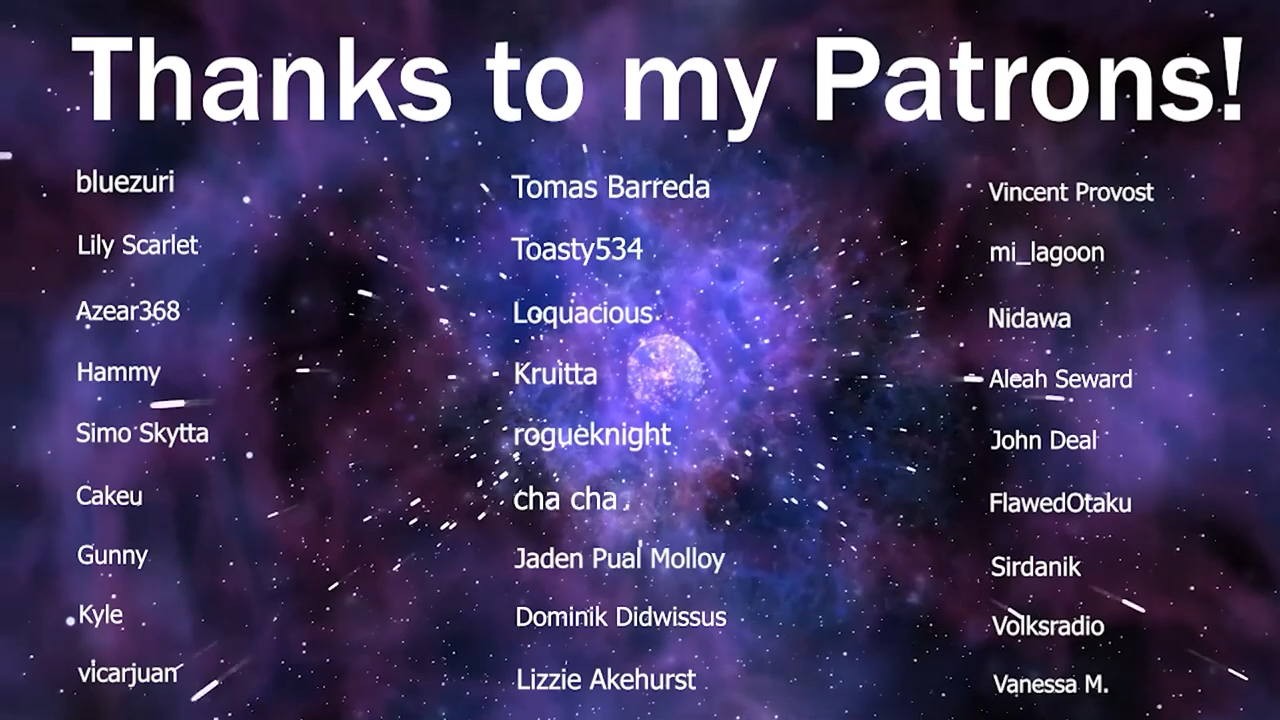 Thanks to my Patrons!
bluezuri
Lily Scarlet
Azear368
Hammy
Simo Skytta
Cakeu
Gunny
Kyle
vicarjuan
Tomas Barreda
Toasty534
Loquacious
Kruitta
rogueknight
cha cha
Jaden Pual Molloy
Dominik Didwissus
Lizzie Akehurst
Vincent Provost
mi_lagoon
Nidawa
Aleah Seward
John Deal
FlawedOtaku
Sirdanik
Volksradio
Vanessa M.